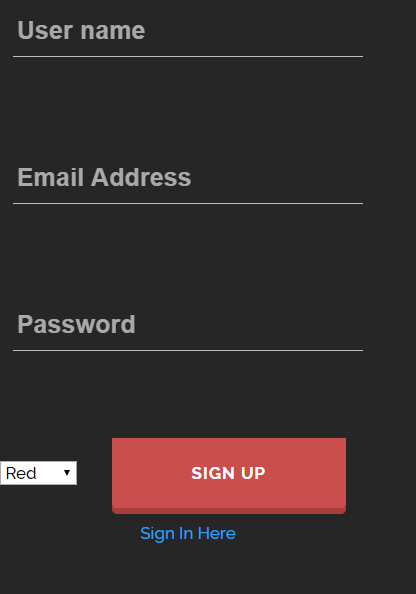 User name
Email Address
Password
Red
SIGN UP
Sign In Here